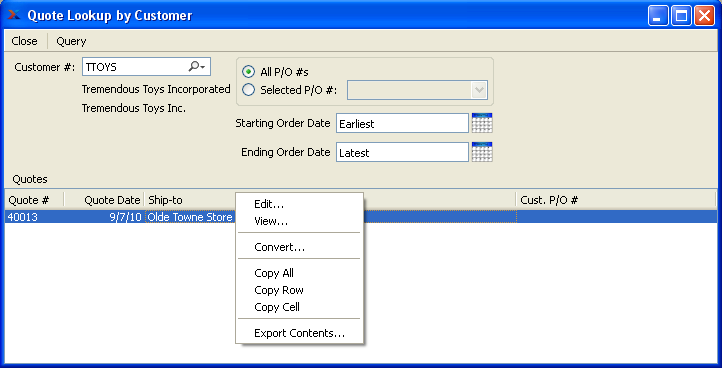 Quote Lookup by Customer
Close Query
Customer #: TTOYS
Tremendous Toys Incorporated
Tremendous Toys Inc.
All P/O #s
Selected P/O #:
Starting Order Date Earliest
Ending Order Date Latest
Quotes
Quote # Quote Date Ship-to Cust. P/O #
40013 9/7/10 Olde Towne Store
Edit...
View...
Convert...
Copy All
Copy Row
Copy Cell
Export Contents...